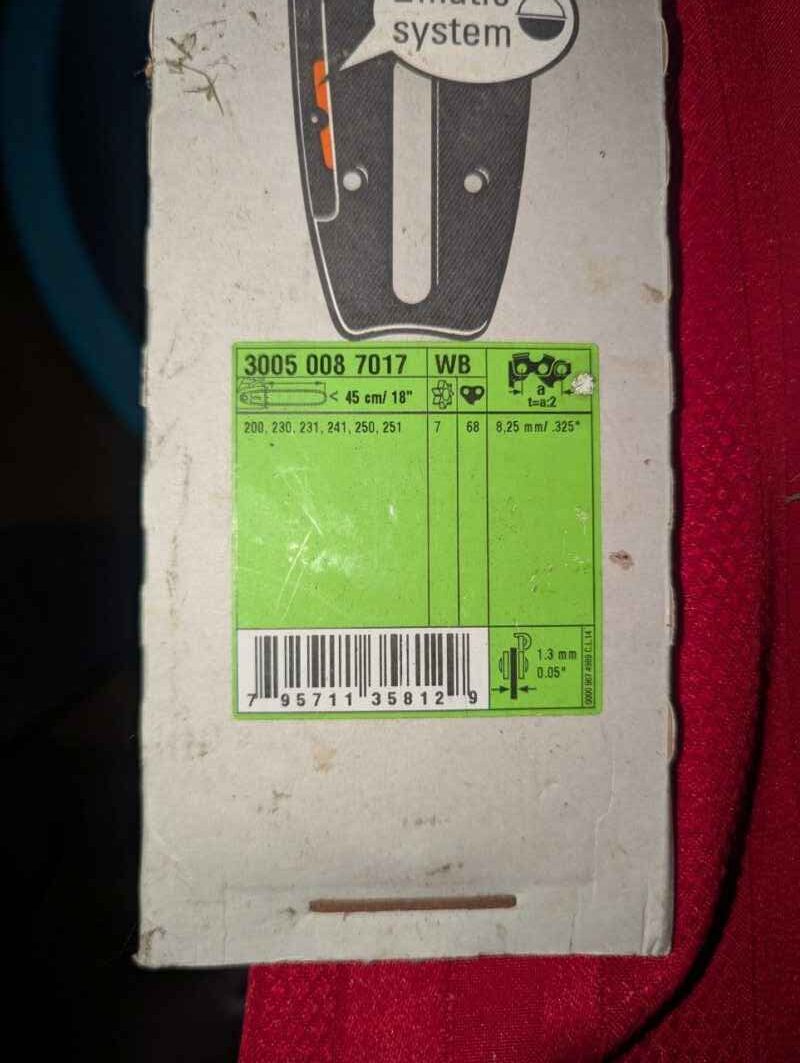 system
3005 008 7017 WB
< 45 cm/ 18"
a
t=a:2
200, 230, 231, 241, 250, 251 7 68 8,25 mm/ .325"
1.3 mm
0.05"
7 95711 35812 9